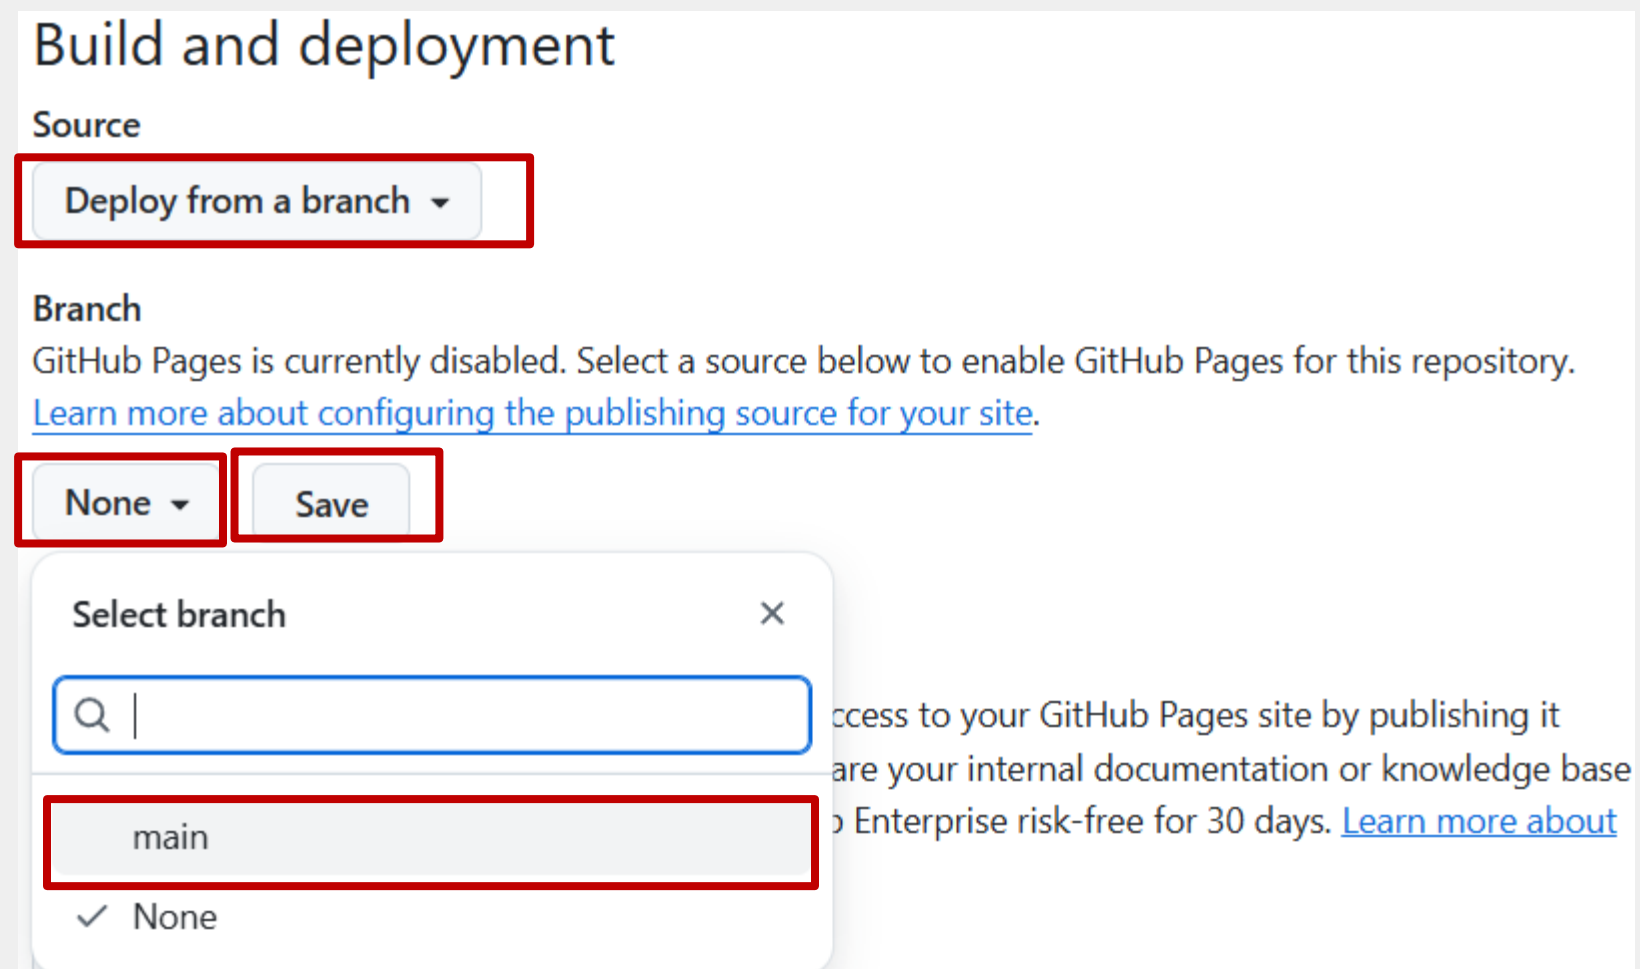 Build and deployment
Source
Deploy from a branch
Branch
GitHub Pages is currently disabled. Select a source below to enable GitHub Pages for this repository.
Learn more about configuring the publishing source for your site.
None
Save
Select branch
to your GitHub Pages site by publishing it
your internal documentation or knowledge base
Enterprise risk-free for 30 days. Learn more about
main
None